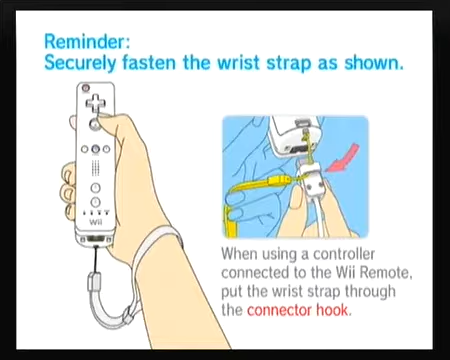 Reminder:
Securely fasten the wrist strap as shown.
Wii
When using a controller
connected to the Wii Remote,
put the wrist strap through
the connector hook.